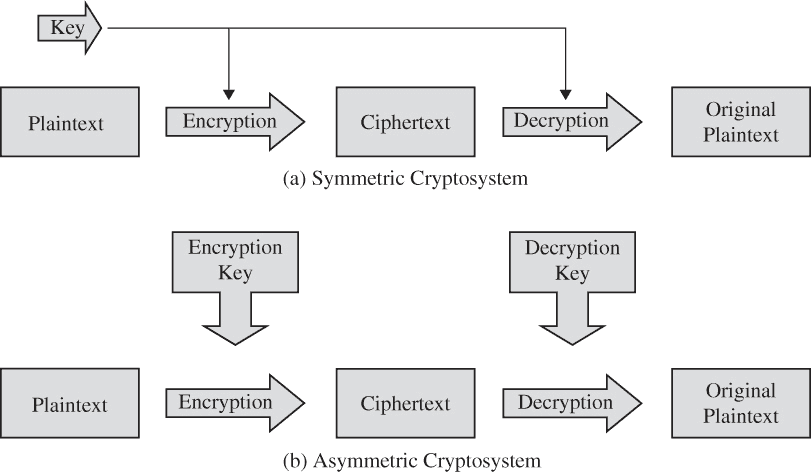 Key
Plaintext
Encryption
Ciphertext
Decryption
Original
Plaintext
(a) Symmetric Cryptosystem
Encryption
Key
Decryption
Key
Plaintext
Encryption
Ciphertext
Decryption
Original
Plaintext
(b) Asymmetric Cryptosystem